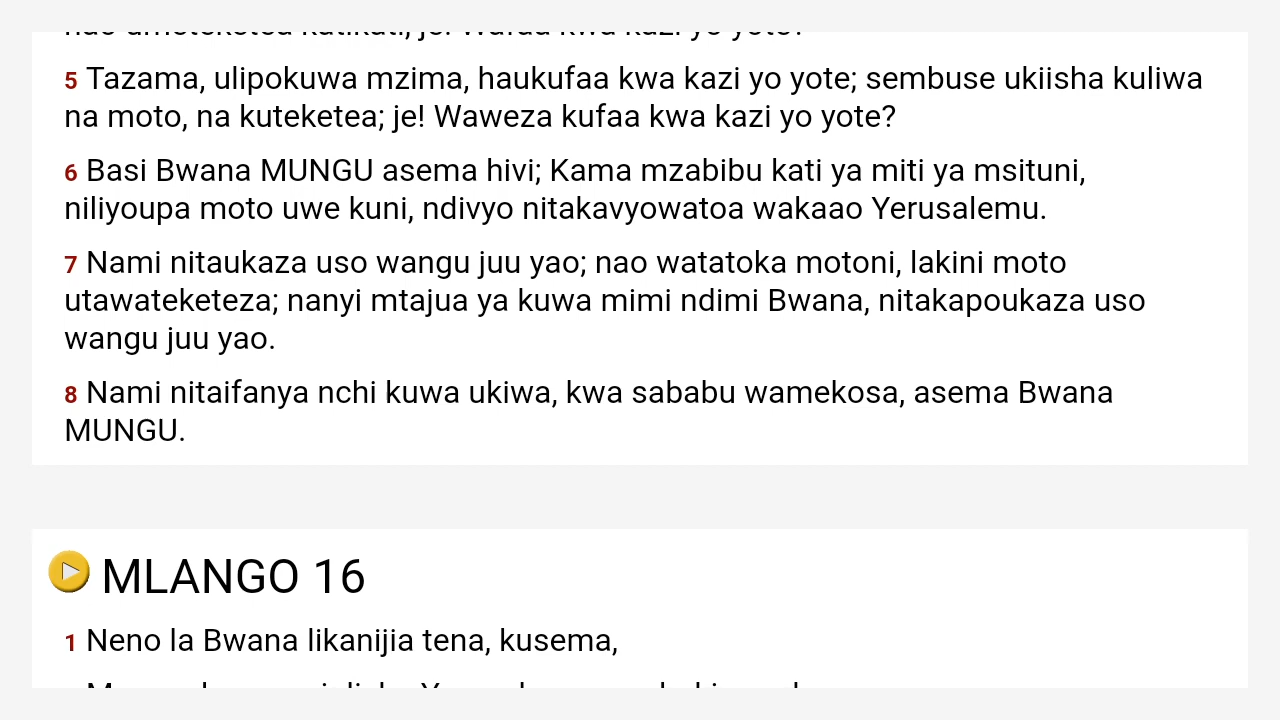 5 Tazama, ulipokuwa mzima, haukufaa kwa kazi yo yote; sembuse ukiisha kuliwa
na moto, na kuteketea; je! Waweza kufaa kwa kazi yo yote?
6 Basi Bwana MUNGU asema hivi; Kama mzabibu kati ya miti ya msituni,
niliyoupa moto uwe kuni, ndivyo nitakavyowatoa wakaao Yerusalemu.
7 Nami nitaukaza uso wangu juu yao; nao watatoka motoni, lakini moto
utawateketeza; nanyi mtajua ya kuwa mimi ndimi Bwana, nitakapoukaza uso
wangu juu yao.
8 Nami nitaifanya nchi kuwa ukiwa, kwa sababu wamekosa, asema Bwana
MUNGU.
MLANGO 16
1 Neno la Bwana likanijia tena, kusema,